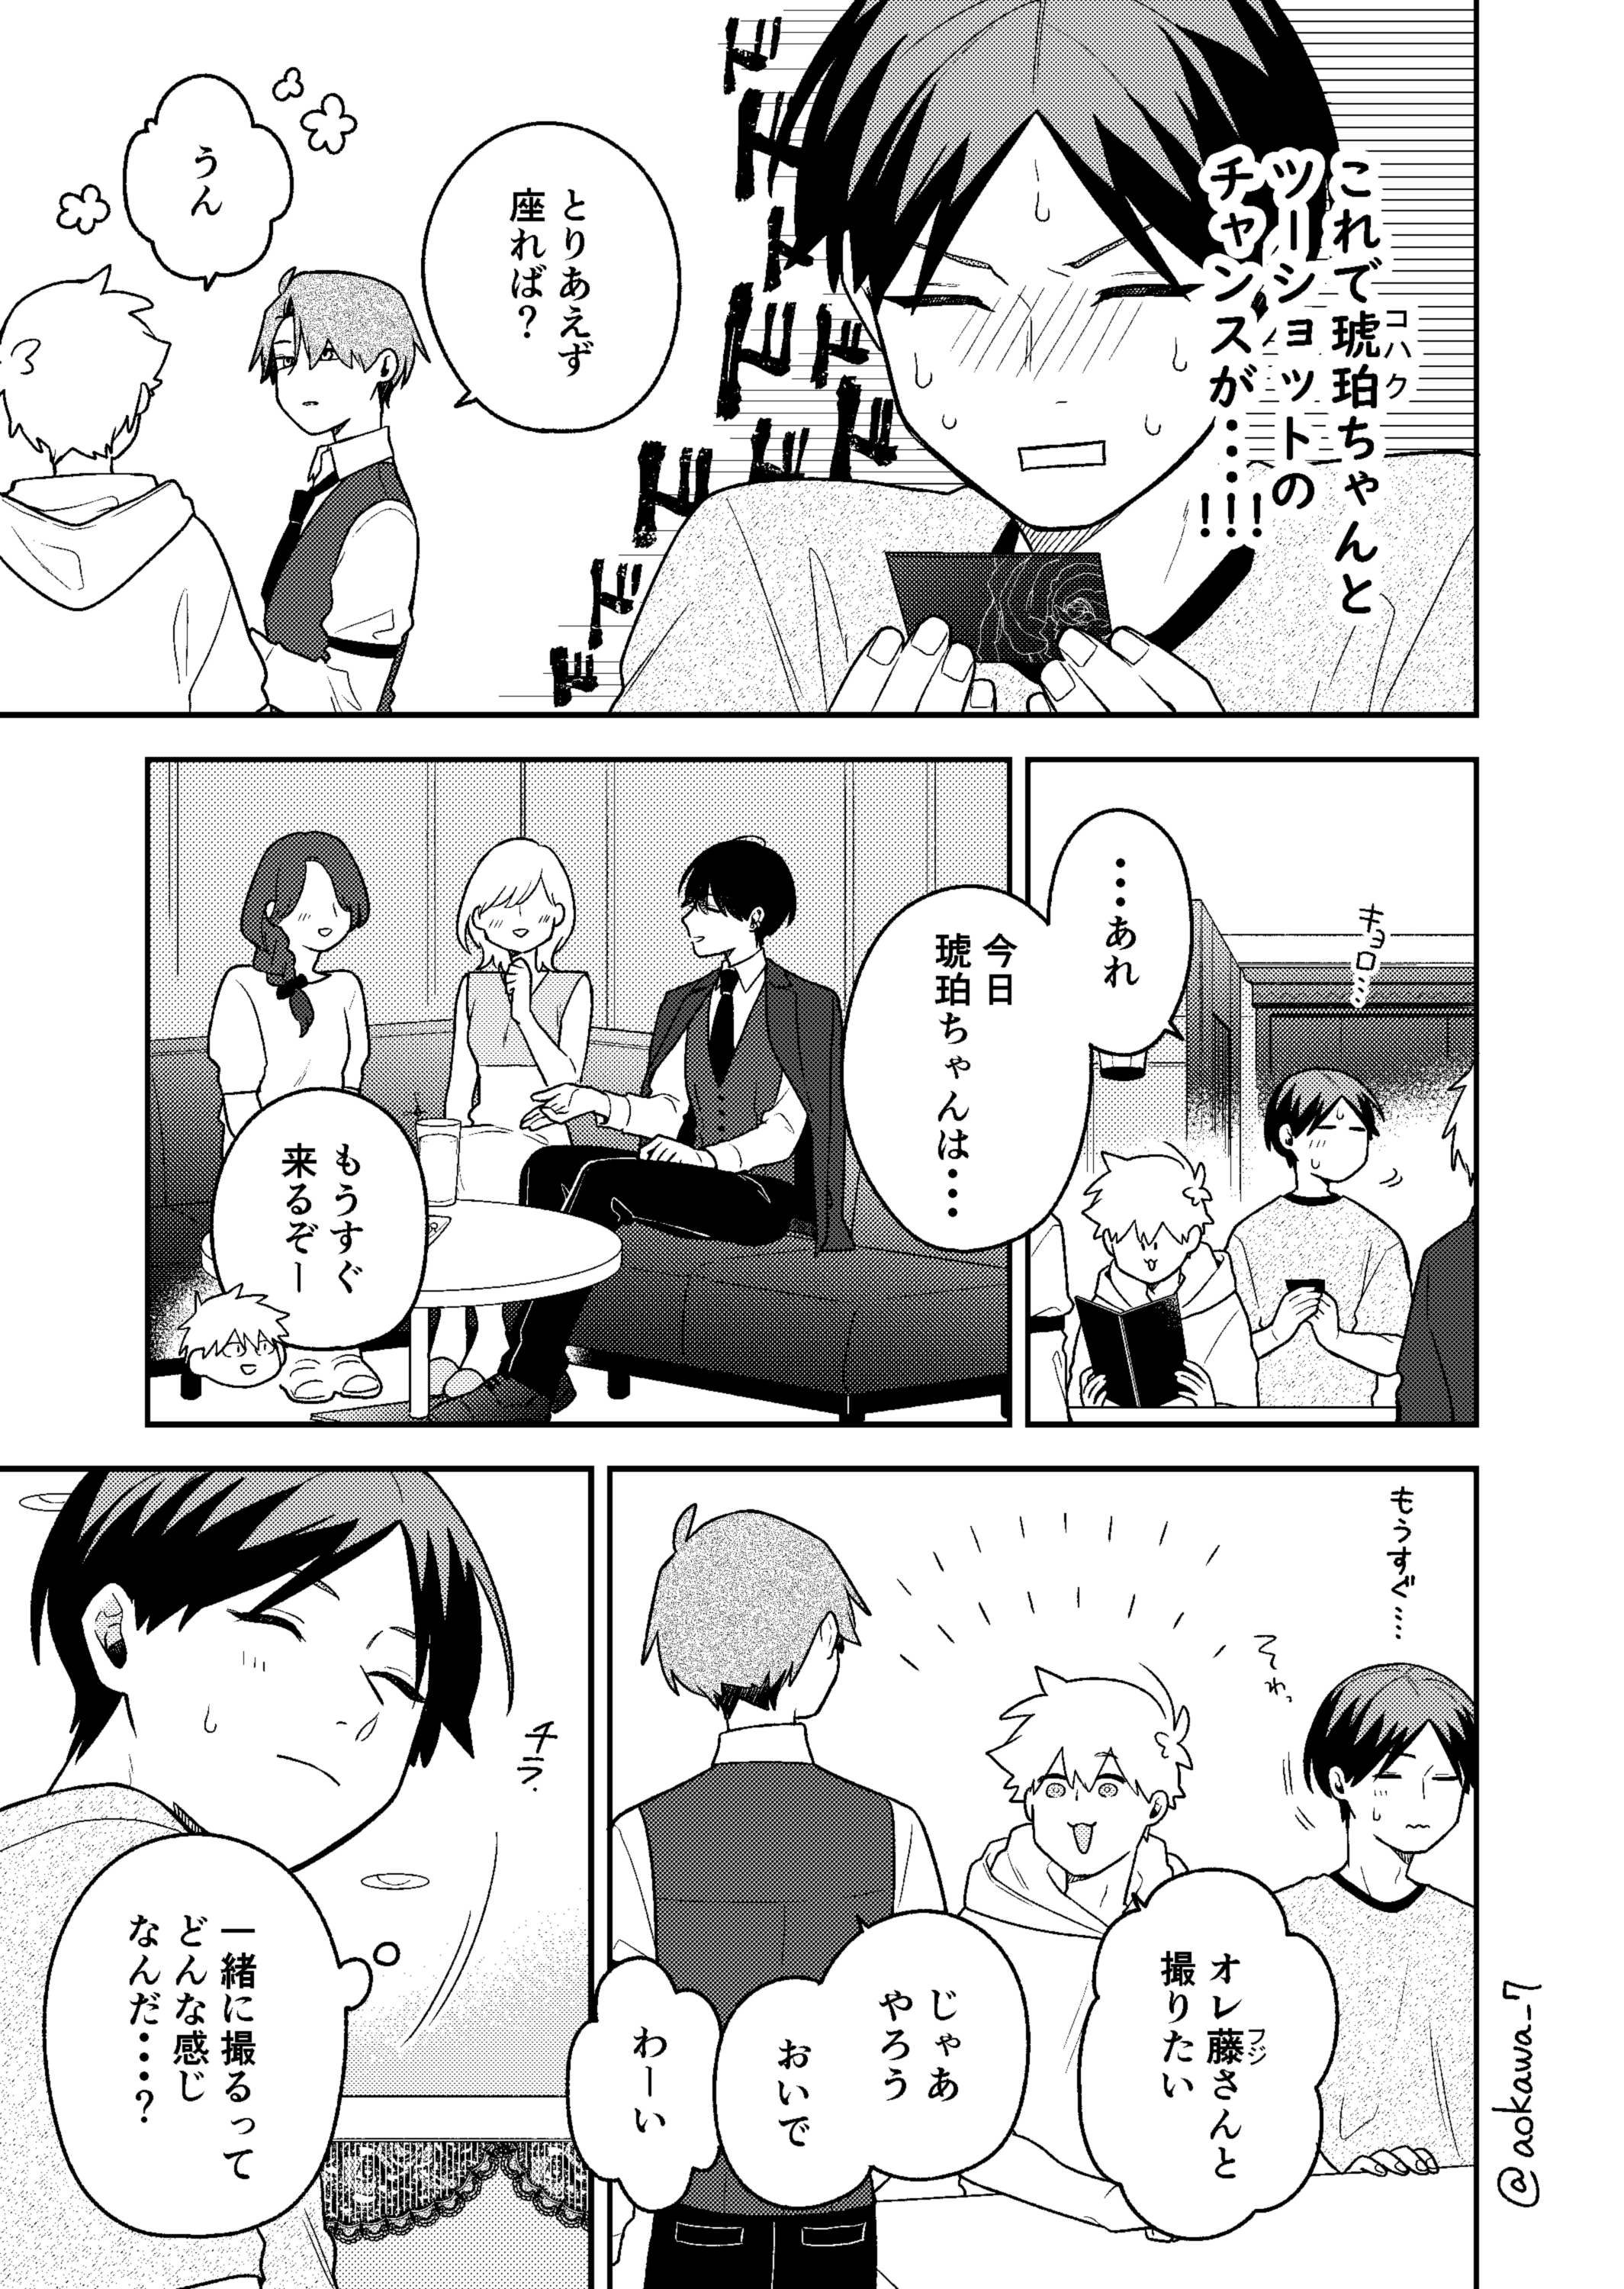 これで琥珀ちゃんと
コハク
ツーショットの
チャンスが……!!!
ドドドドドドドドドド
とりあえず
座れば?
うん
キョロ…
…あれ
今日
琥珀ちゃんは…
もうすぐ
来るぞー
もうすぐ…
そわっ
オレ藤さんと
フジ
撮りたい
じゃあ
やろう
おいで
わーい
チラ.
一緒に撮るって
どんな感じ
なんだ…?
@aokawa_7